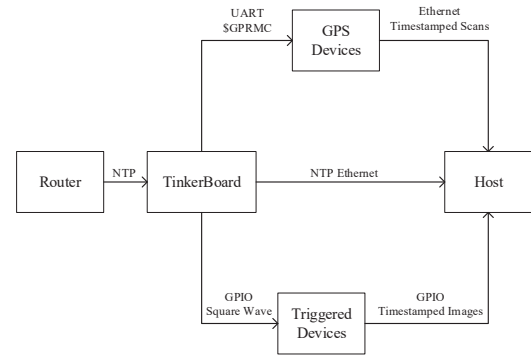 UART
$GPRMC
GPS
Devices
Ethernet
Timestamped Scans
Router
NTP
TinkerBoard
NTP Ethernet
Host
GPIO
Square Wave
Triggered
Devices
GPIO
Timestamped Images